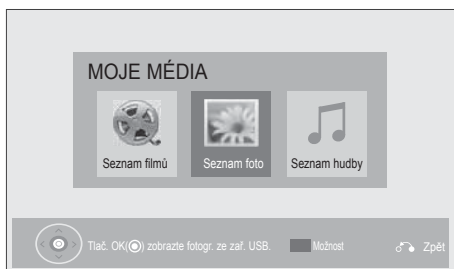 MOJE MÉDIA
Seznam filmů
Seznam foto
Seznam hudby
Tlač. OK(◉) zobrazte fotogr. ze zař. USB.
Možnost
Zpět